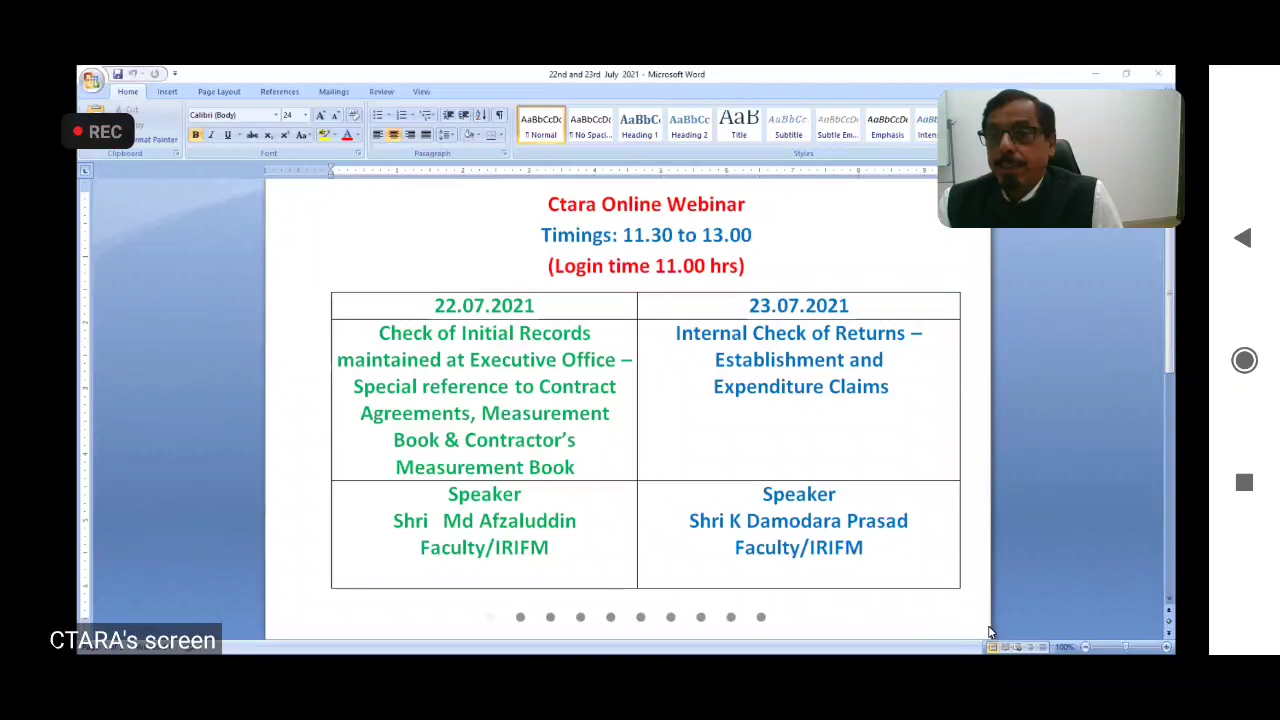 22nd and 23rd July 2021 - Microsoft Word
Home Insert Page Layout References Mailings Review View
REC
Cut
Format Painter
Clipboard
Calibri (Body) 24
Font
Paragraph
AaBbCcDc AaBbCcDc AaBbCc AaBbCc AaB AaBbCcDc AaBbCcDc AaBbCcDc
¶ Normal ¶ No Spaci... Heading 1 Heading 2 Title Subtitle Subtle Em... Emphasis
Styles
Ctara Online Webinar
Timings: 11.30 to 13.00
(Login time 11.00 hrs)
22.07.2021
Check of Initial Records
maintained at Executive Office –
Special reference to Contract
Agreements, Measurement
Book & Contractor’s
Measurement Book
Speaker
Shri Md Afzaluddin
Faculty/IRIFM
23.07.2021
Internal Check of Returns –
Establishment and
Expenditure Claims
Speaker
Shri K Damodara Prasad
Faculty/IRIFM
CTARA's screen
100%